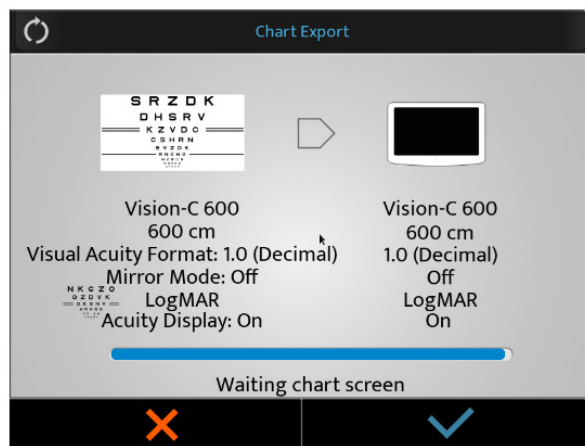 Chart Export
S R Z D K
D H S R V
K Z V D C
C S H R N
S V Z D K
Vision-C 600
600 cm
Visual Acuity Format: 1.0 (Decimal)
Mirror Mode: Off
LogMAR
Acuity Display: On
Vision-C 600
600 cm
1.0 (Decimal)
Off
LogMAR
On
N K C Z O
Waiting chart screen